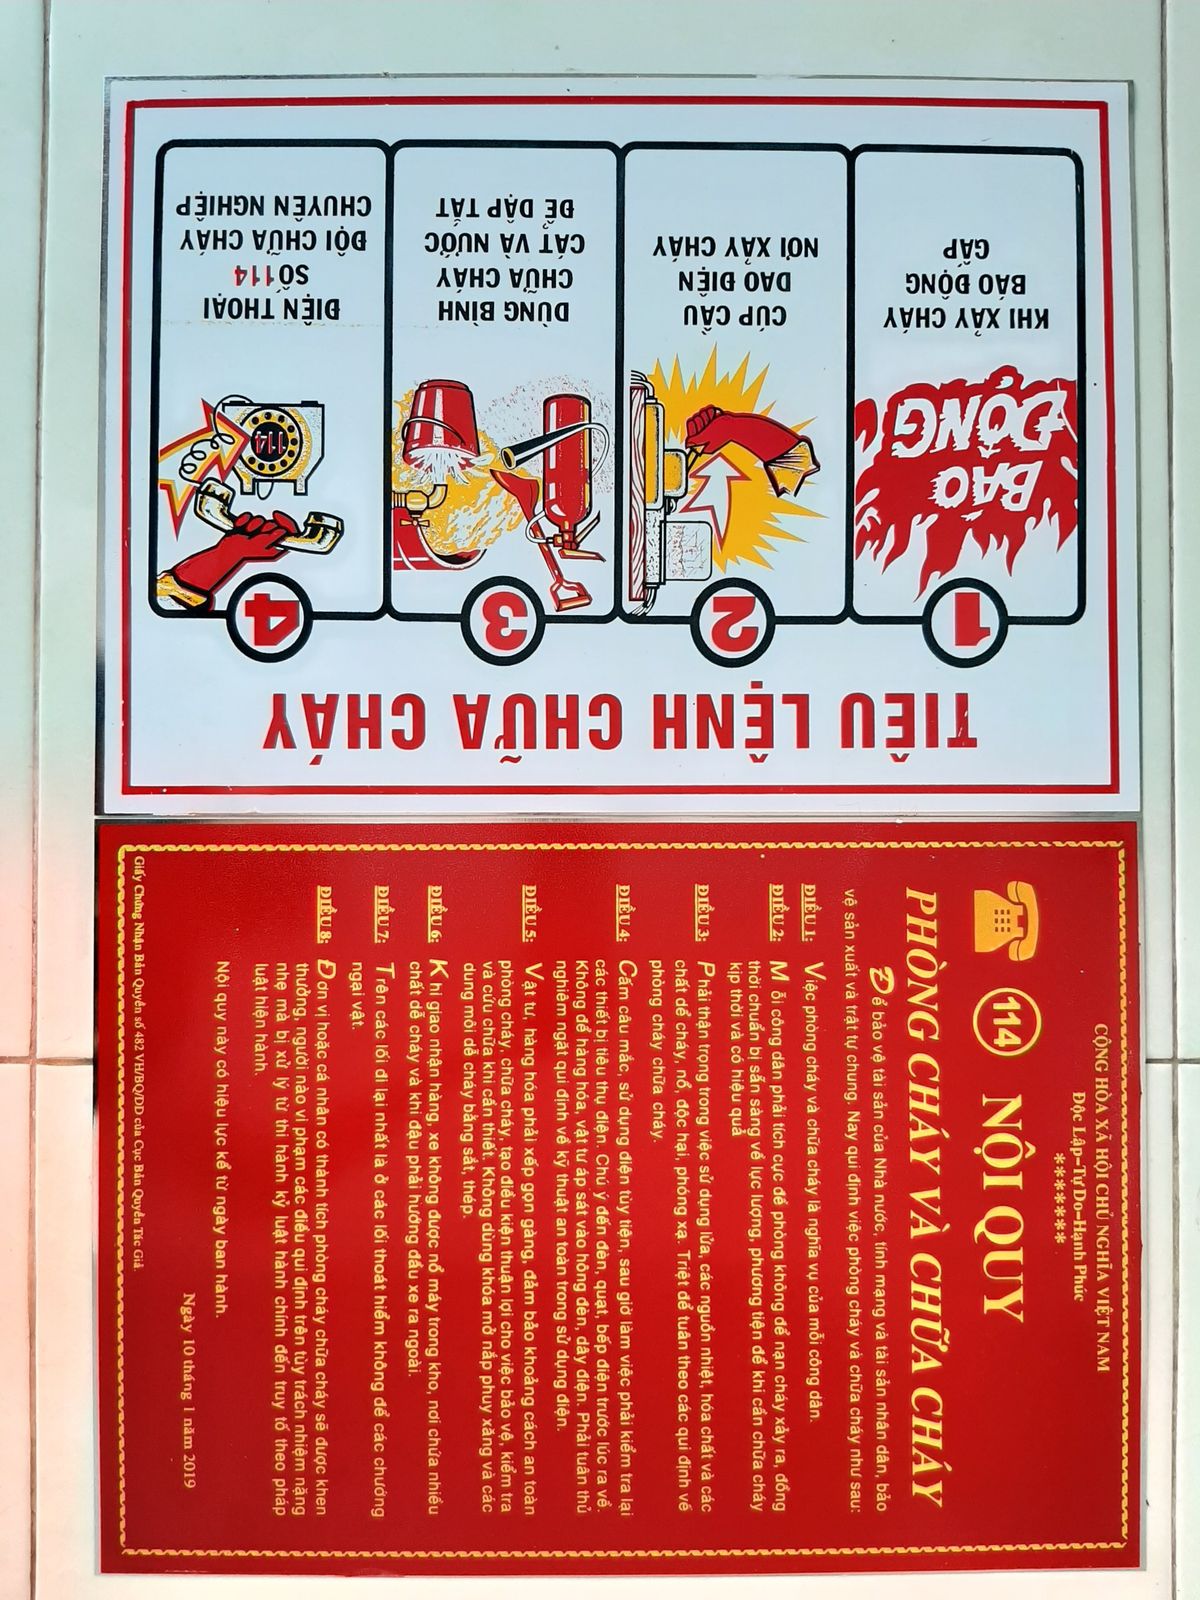 TIÊU LỆNH CHỮA CHÁY
1
BÁO
ĐỘNG
KHI XẢY CHÁY
BÁO ĐỘNG
GẤP
2
CÚP CẦU
DAO ĐIỆN
NƠI XẢY CHÁY
3
DÙNG BÌNH
CHỮA CHÁY
CÁT VÀ NƯỚC
ĐỂ DẬP TẮT
4
114
ĐIỆN THOẠI
SỐ 114
ĐỘI CHỮA CHÁY
CHUYÊN NGHIỆP
CỘNG HÒA XÃ HỘI CHỦ NGHĨA VIỆT NAM
Độc Lập-Tự Do-Hạnh Phúc
*******
114 NỘI QUY
PHÒNG CHÁY VÀ CHỮA CHÁY
Để bảo vệ tài sản của Nhà nước, tính mạng và tài sản nhân dân, bảo
vệ sản xuất và trật tự chung. Nay qui định việc phòng cháy và chữa cháy như sau:
ĐIỀU 1: Việc phòng cháy và chữa cháy là nghĩa vụ của mỗi công dân.
ĐIỀU 2: Mỗi công dân phải tích cực đề phòng không để nạn cháy xảy ra, đồng
thời chuẩn bị sẵn sàng về lực lượng, phương tiện để khi cần chữa cháy
kịp thời và có hiệu quả
ĐIỀU 3: Phải thận trọng trong việc sử dụng lửa, các nguồn nhiệt, hóa chất và các
chất dễ cháy, nổ, độc hại, phóng xạ. Triệt để tuân theo các qui định về
phòng cháy chữa cháy.
ĐIỀU 4: Cấm câu mắc, sử dụng điện tùy tiện, sau giờ làm việc phải kiểm tra lại
các thiết bị tiêu thụ điện. Chú ý đến đèn, quạt, bếp điện trước lúc ra về.
Không để hàng hóa, vật tư áp sát vào hông đèn, dây điện. Phải tuân thủ
nghiêm ngặt qui định về kỹ thuật an toàn trong sử dụng điện.
ĐIỀU 5: Vật tư, hàng hóa phải xếp gọn gàng, đảm bảo khoảng cách an toàn
phòng cháy, chữa cháy, tạo điều kiện thuận lợi cho việc bảo vệ, kiểm tra
và cứu chữa khi cần thiết. Không dùng khóa mở nắp phuy xăng và các
dung môi dễ cháy bằng sắt, thép.
ĐIỀU 6: Khi giao nhận hàng, xe không được nổ máy trong kho, nơi chứa nhiều
chất dễ cháy và khi đậu phải hướng đầu xe ra ngoài.
ĐIỀU 7: Trên các lối đi lại nhất là ở các lối thoát hiểm không để các chướng
ngại vật.
ĐIỀU 8: Đơn vị hoặc cá nhân có thành tích phòng cháy chữa cháy sẽ được khen
thưởng, người nào vi phạm các điều qui định trên tùy trách nhiệm nặng
nhẹ mà bị xử lý từ thi hành kỷ luật hành chính đến truy tố theo pháp
luật hiện hành.
Nội quy này có hiệu lực kể từ ngày ban hành.
Ngày 10 tháng 1 năm 2019
Giấy Chứng Nhận Bản Quyền số 482 VH/BQ/DD của Cục Bản Quyền Tác Giả